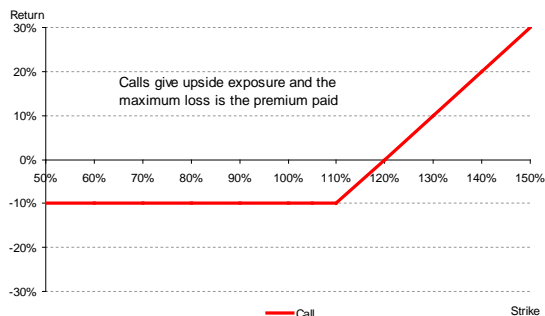 Return
30%
20%
Calls give upside exposure and the
maximum loss is the premium paid
10%
0%
50% 60% 70% 80% 90% 100% 110% 120% 130% 140% 150%
-10%
-20%
-30%
Call
Strike